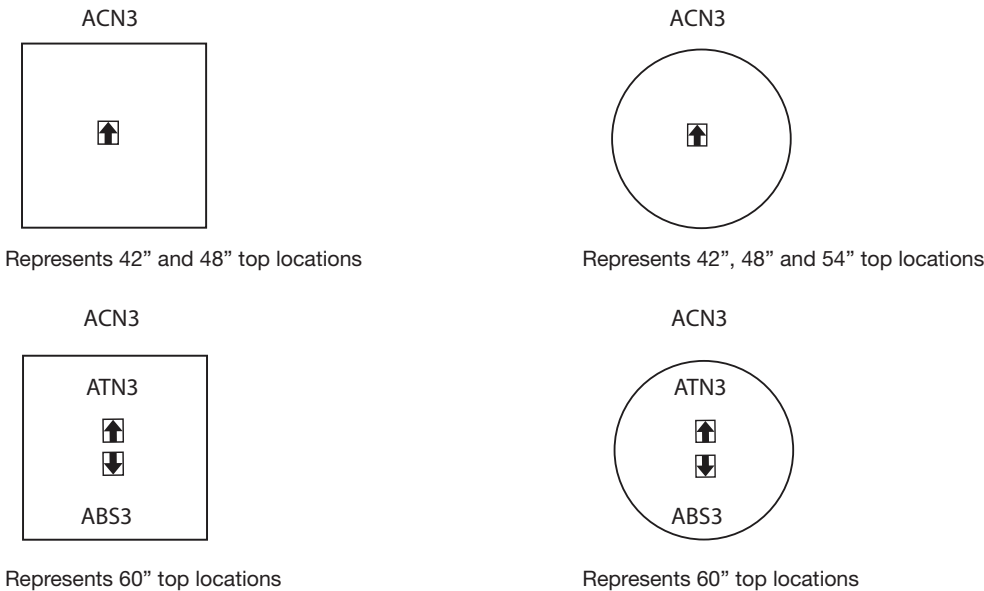 ACN3
ACN3
Represents 42” and 48” top locations
Represents 42”, 48” and 54” top locations
ACN3
ACN3
ATN3
ATN3
ABS3
ABS3
Represents 60” top locations
Represents 60” top locations